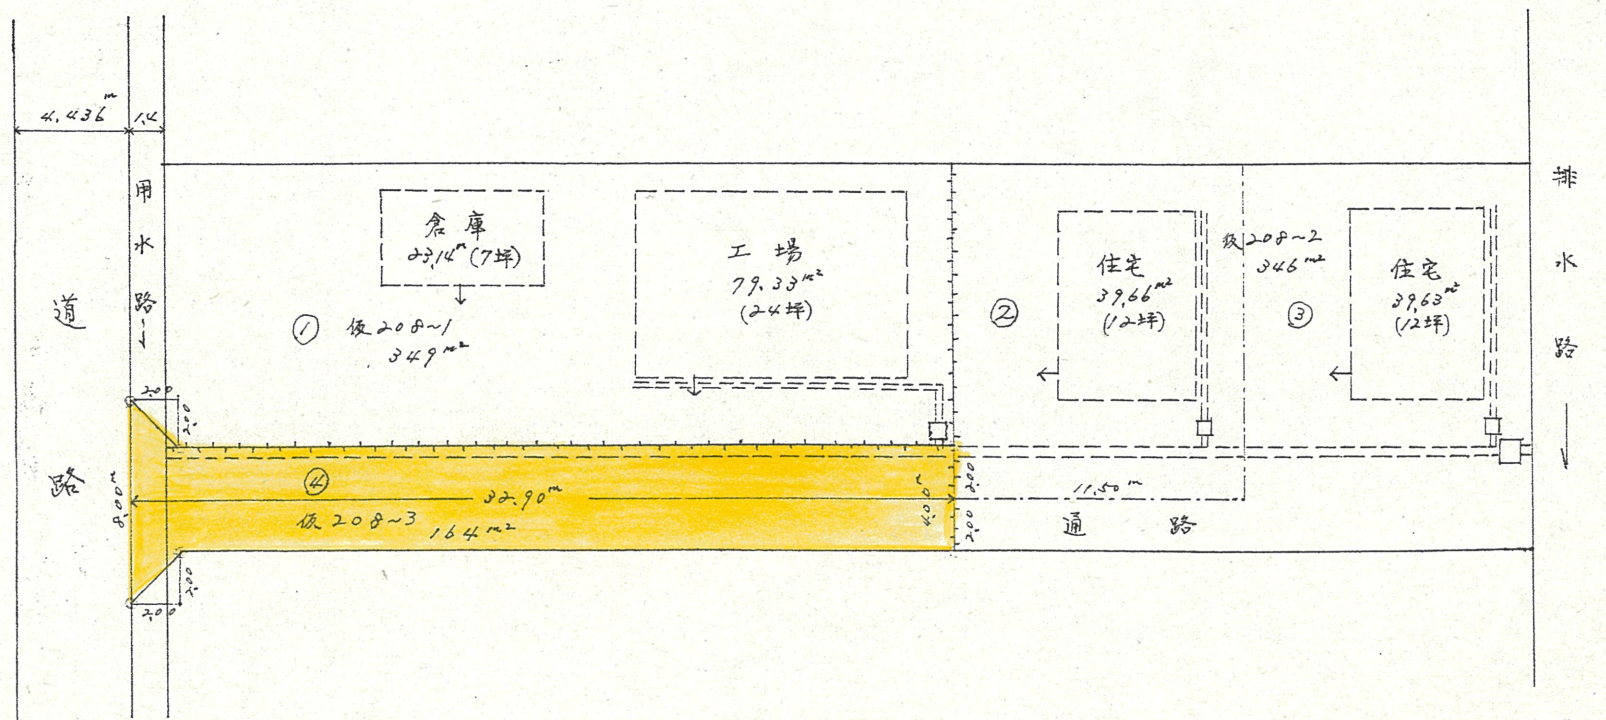 4.436m
1.4
用水路
道路
倉庫
23.14m(7坪)
① 仮208~1
349m²
工場
79.33m²
(24坪)
②
住宅
39.66m²
(12坪)
仮208~2
346m²
③
住宅
39.63m²
(12坪)
排水路
2.00
2.00
8.00m
④
32.90m
仮208~3
164m²
4.00m
2.00
2.00
11.50m
通路
2.00
2.00